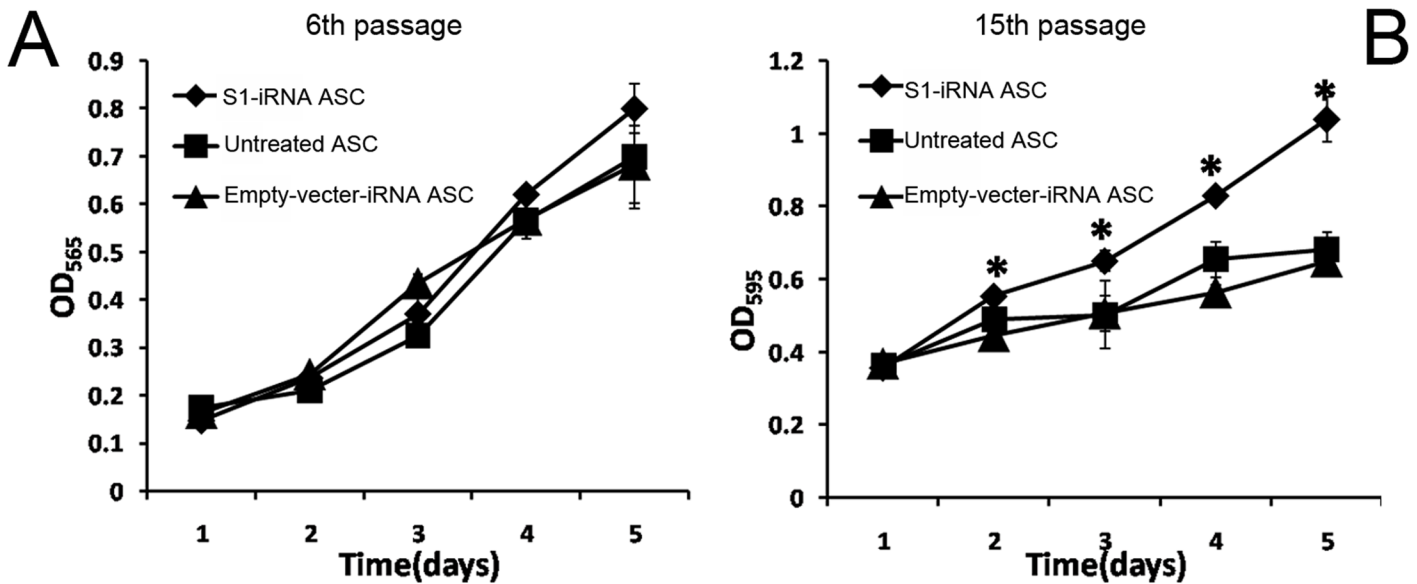 A
6th passage
0.9
0.8
0.7
0.6
0.5
0.4
0.3
0.2
0.1
0
OD565
S1-iRNA ASC
Untreated ASC
Empty-vecter-iRNA ASC
1 2 3 4 5
Time(days)
15th passage
B
1.2
1
0.8
0.6
0.4
0.2
0
OD595
S1-iRNA ASC
Untreated ASC
Empty-vecter-iRNA ASC
*
*
*
*
1 2 3 4 5
Time(days)